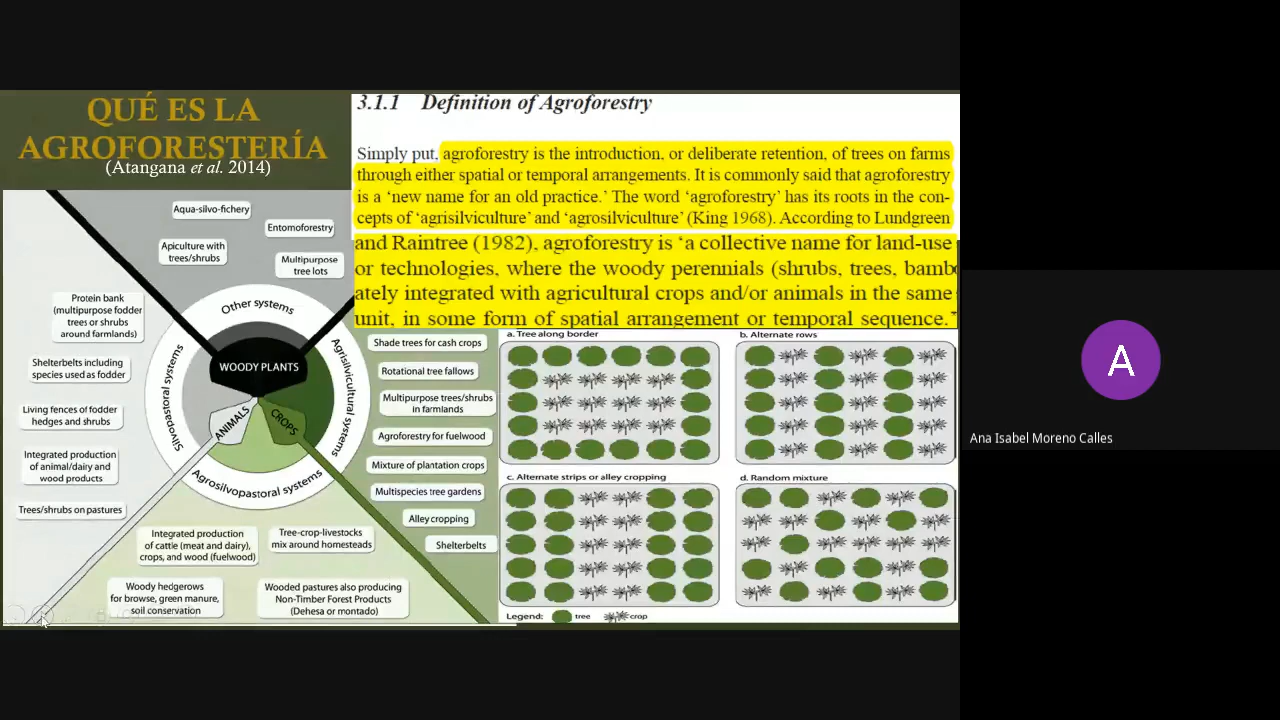 QUÉ ES LA
AGROFORESTERÍA
(Atangana et al. 2014)
3.1.1 Definition of Agroforestry
Simply put, agroforestry is the introduction, or deliberate retention, of trees on farms
through either spatial or temporal arrangements. It is commonly said that agroforestry
is a ‘new name for an old practice.’ The word ‘agroforestry’ has its roots in the con-
cepts of ‘agrisilviculture’ and ‘agrosilviculture’ (King 1968). According to Lundgreen
and Raintree (1982), agroforestry is ‘a collective name for land-use
or technologies, where the woody perennials (shrubs, trees, bamb
ately integrated with agricultural crops and/or animals in the same
unit, in some form of spatial arrangement or temporal sequence.’
Aqua-silvo-fichery
Entomoforestry
Apiculture with
trees/shrubs
Multipurpose
tree lots
Other systems
Protein bank
(multipurpose fodder
trees or shrubs
around farmlands)
Shelterbelts including
species used as fodder
Living fences of fodder
hedges and shrubs
Integrated production
of animal/dairy and
wood products
Trees/shrubs on pastures
Silvopastoral systems
WOODY PLANTS
ANIMALS
CROPS
Agrisilvicultural systems
Agrosilvopastoral systems
Shade trees for cash crops
Rotational tree fallows
Multipurpose trees/shrubs
in farmlands
Agroforestry for fuelwood
Mixture of plantation crops
Multispecies tree gardens
Alley cropping
Shelterbelts
Integrated production
of cattle (meat and dairy),
crops, and wood (fuelwood)
Tree-crop-livestocks
mix around homesteads
Woody hedgerows
for browse, green manure,
soil conservation
Wooded pastures also producing
Non-Timber Forest Products
(Dehesa or montado)
a. Tree along border
b. Alternate rows
c. Alternate strips or alley cropping
d. Random mixture
Legend: tree crop
A
Ana Isabel Moreno Calles